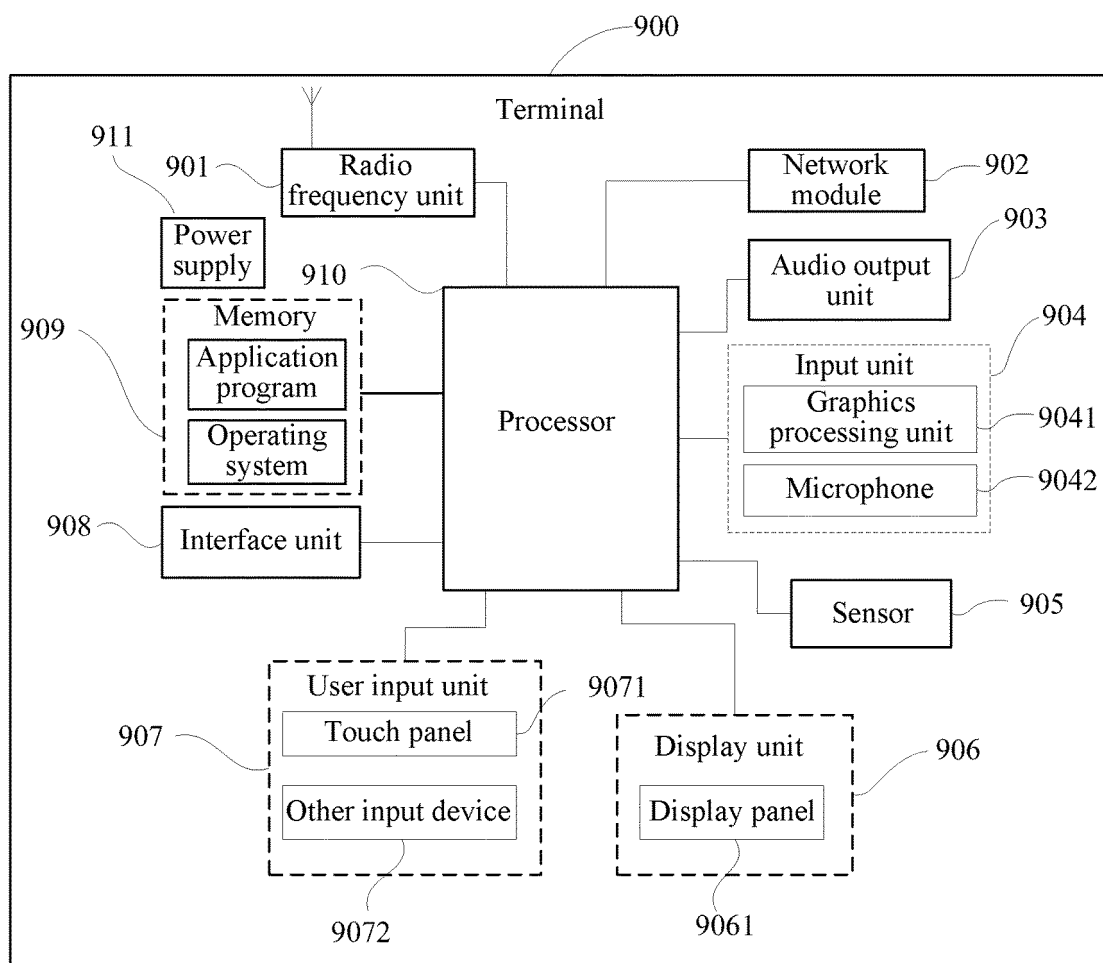 900
Terminal
911
901
Radio
frequency unit
Network
module
902
903
Power
supply
910
Audio output
unit
904
909
Memory
Application
program
Operating
system
Processor
Input unit
Graphics
processing unit
9041
Microphone
9042
908
Interface unit
Sensor
905
User input unit
9071
907
Touch panel
Other input device
9072
Display unit
906
Display panel
9061